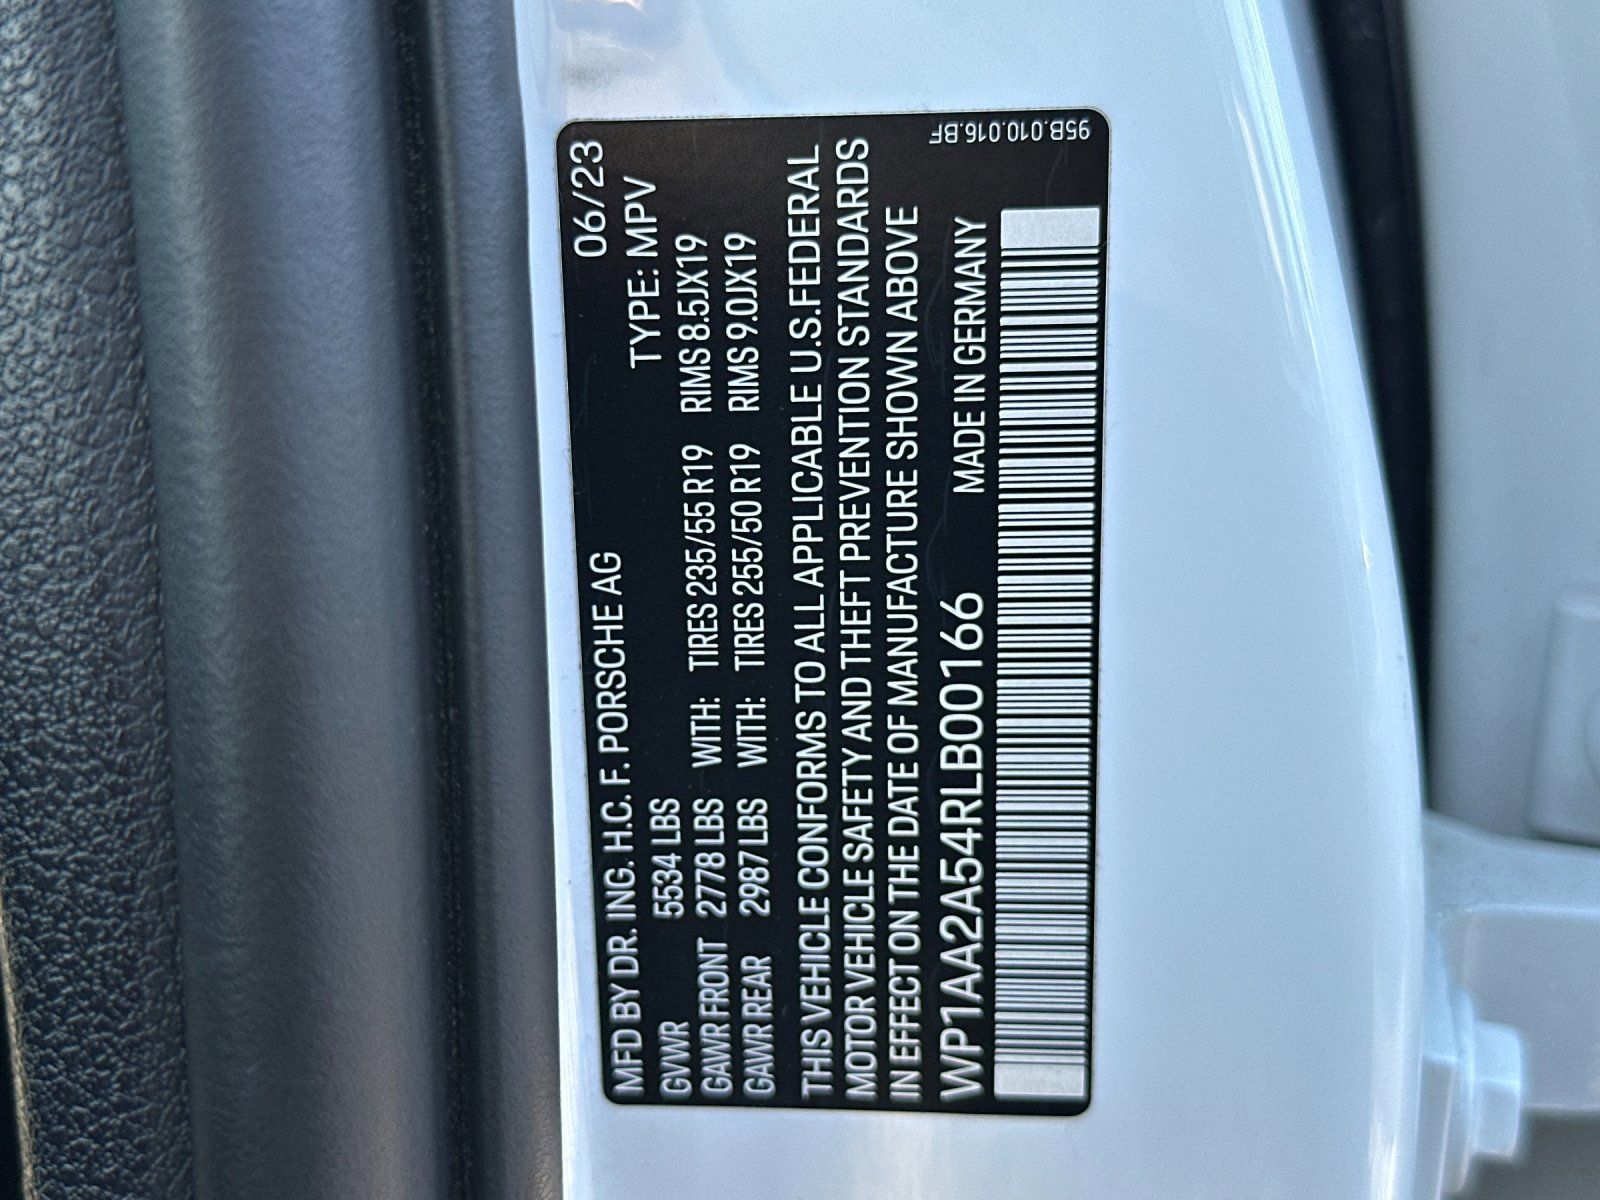 MFD BY DR. ING. H.C. F. PORSCHE AG 06/23
GVWR 5534 LBS TYPE: MPV
GAWR FRONT 2778 LBS WITH: TIRES 235/55 R19 RIMS 8.5JX19
GAWR REAR 2987 LBS WITH: TIRES 255/50 R19 RIMS 9.0JX19
THIS VEHICLE CONFORMS TO ALL APPLICABLE U.S.FEDERAL
MOTOR VEHICLE SAFETY AND THEFT PREVENTION STANDARDS
IN EFFECT ON THE DATE OF MANUFACTURE SHOWN ABOVE
WP1AA2A54RLB00166 MADE IN GERMANY
95B.010.016.BF